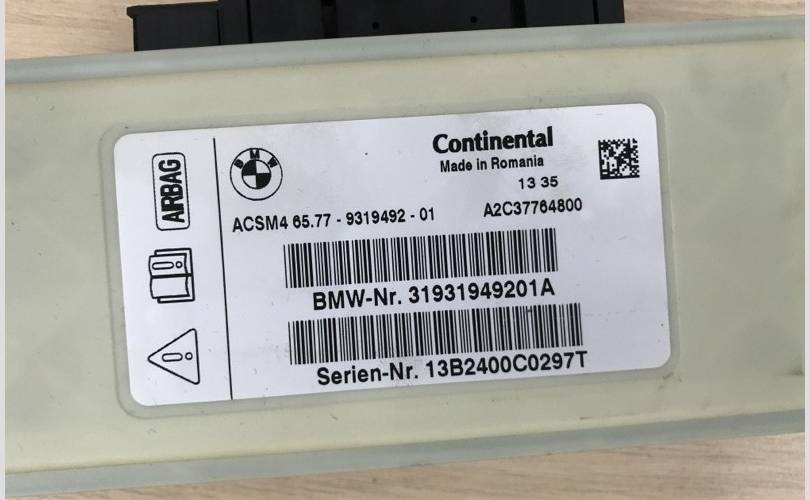 AIRBAG
BMW
Continental
Made in Romania
13 35
ACSM4 65.77 - 9319492 - 01 A2C37764800
BMW-Nr. 31931949201A
Serien-Nr. 13B2400C0297T